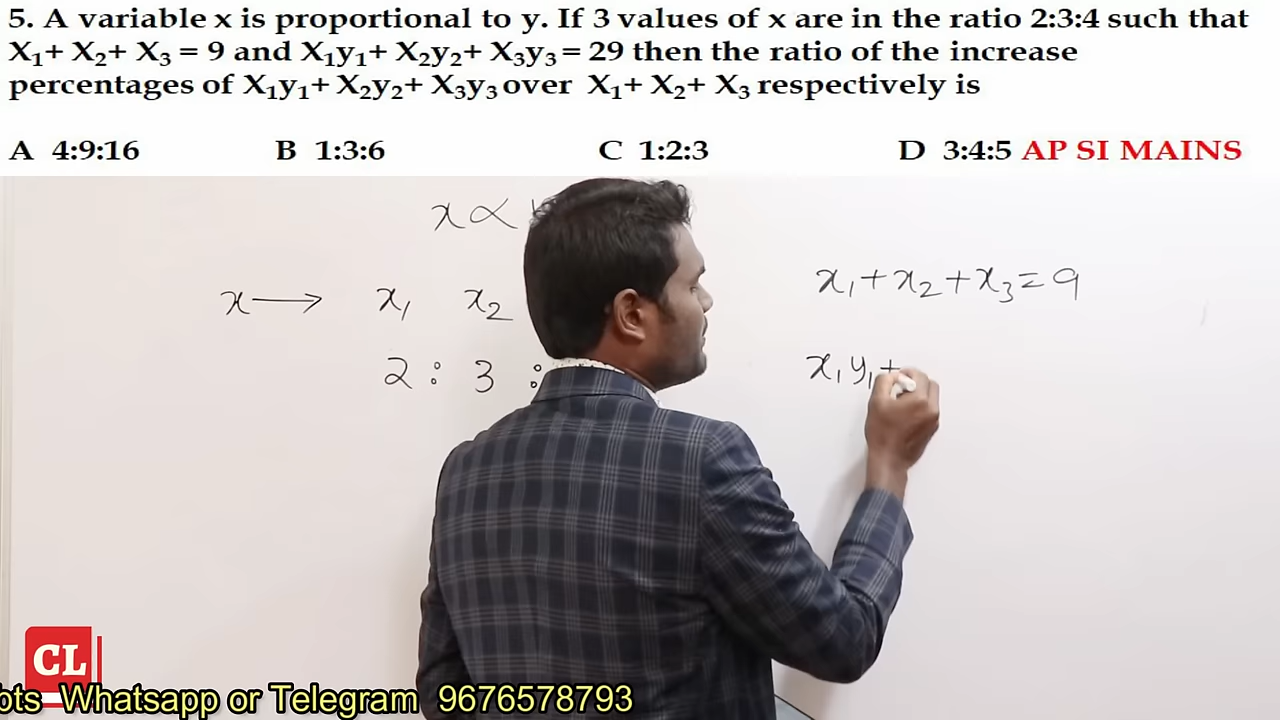 5. A variable x is proportional to y. If 3 values of x are in the ratio 2:3:4 such that
X₁+ X₂+ X₃ = 9 and X₁y₁+ X₂y₂+ X₃y₃ = 29 then the ratio of the increase
percentages of X₁y₁+ X₂y₂+ X₃y₃ over X₁+ X₂+ X₃ respectively is
A 4:9:16 B 1:3:6 C 1:2:3 D 3:4:5 AP SI MAINS
x ∝
x₁+x₂+x₃=9
x → x₁ x₂
x₁y₁+
2 : 3 :
CL
Whatsapp or Telegram 9676578793